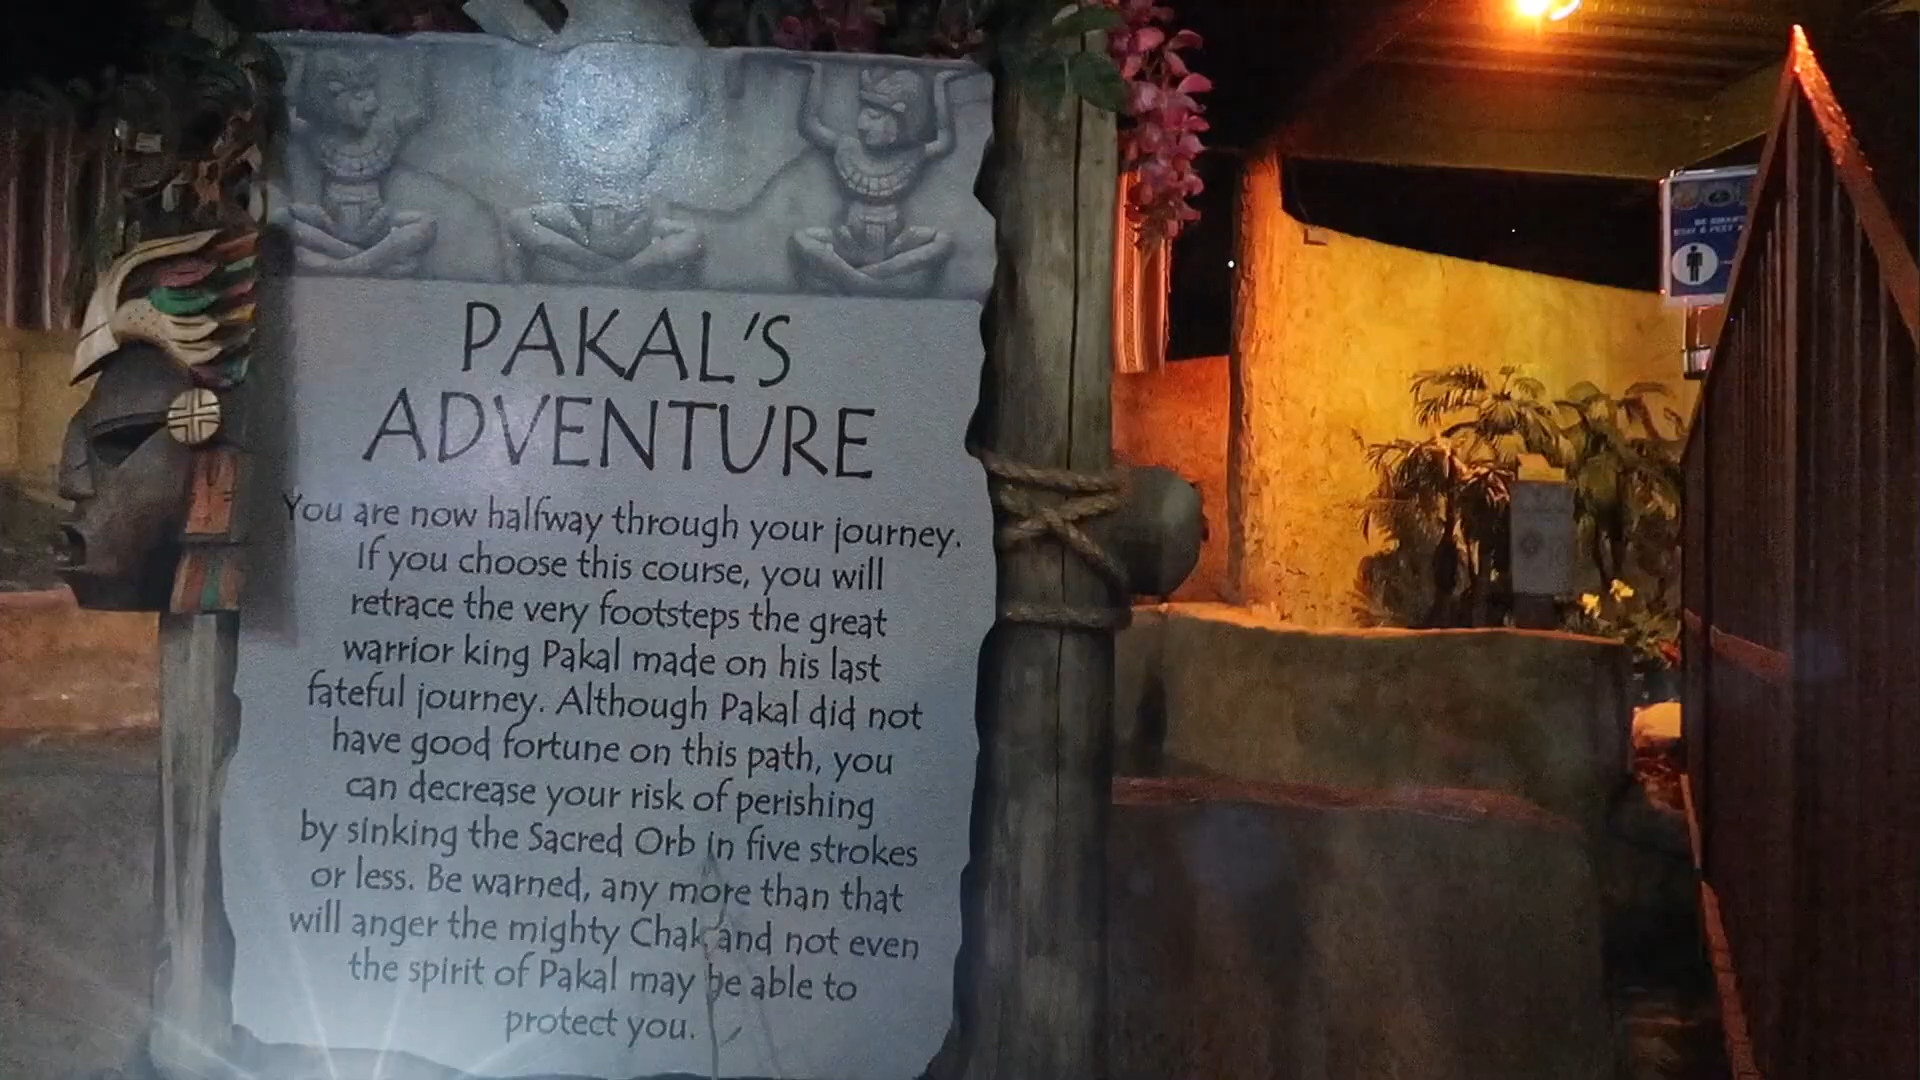 PAKAL'S
ADVENTURE
You are now halfway through your journey.
If you choose this course, you will
retrace the very footsteps the great
warrior king Pakal made on his last
fateful journey. Although Pakal did not
have good fortune on this path, you
can decrease your risk of perishing
by sinking the Sacred Orb in five strokes
or less. Be warned, any more than that
will anger the mighty Chak and not even
the spirit of Pakal may be able to
protect you.